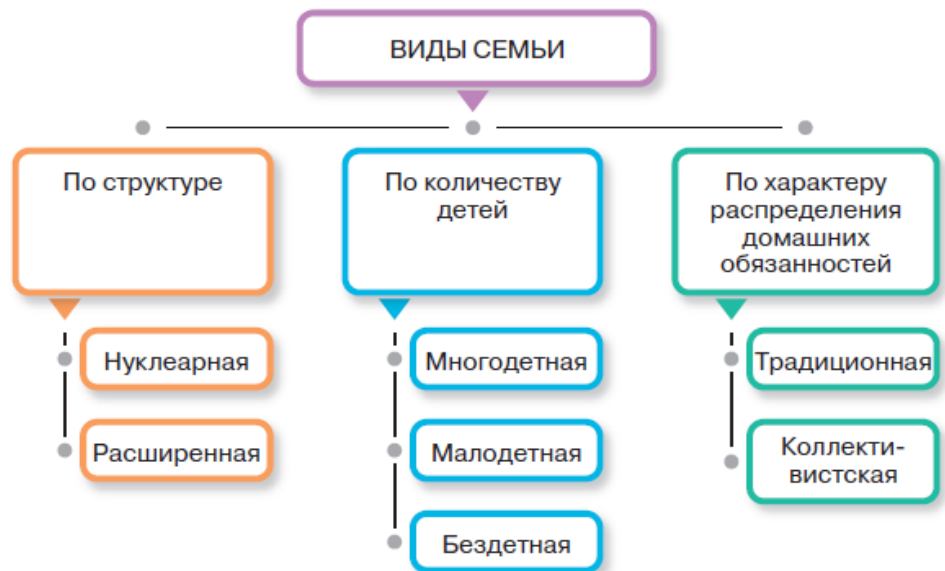 ВИДЫ СЕМЬИ
По структуре
По количеству
детей
По характеру
распределения
домашних
обязанностей
Нуклеарная
Расширенная
Многодетная
Малодетная
Бездетная
Традиционная
Коллекти-
вистская